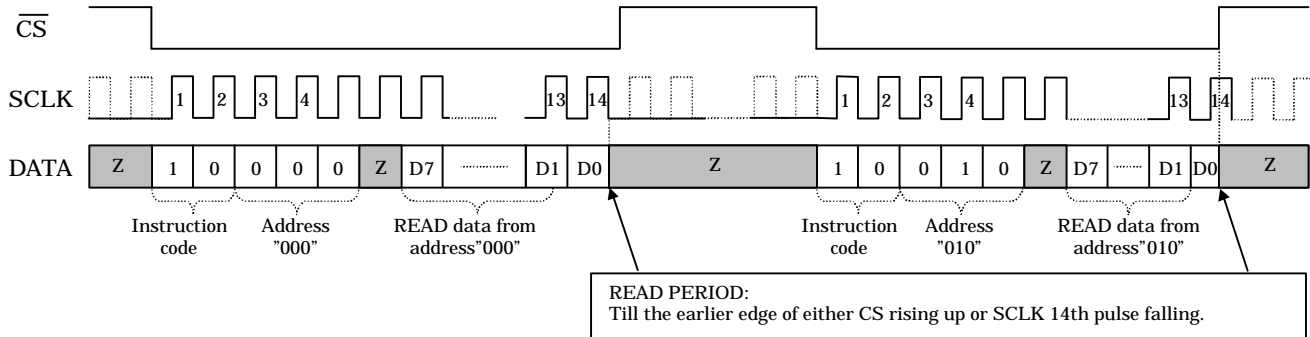 CS
SCLK 1 2 3 4 13 14 1 2 3 4 13 14
DATA Z 1 0 0 0 0 Z D7 D1 D0 Z 1 0 0 1 0 Z D7 D1 D0 Z
Instruction code
Address "000"
READ data from address"000"
Instruction code
Address "010"
READ data from address"010"
READ PERIOD:
Till the earlier edge of either CS rising up or SCLK 14th pulse falling.